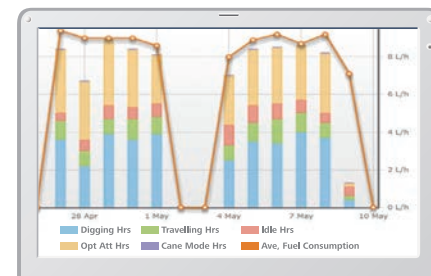 8 L/h
6 L/h
4 L/h
2 L/h
0 L/h
28 Apr 1 May 4 May 7 May 10 May
Digging Hrs Travelling Hrs Idle Hrs
Opt Att Hrs Cane Mode Hrs Ave, Fuel Consumption